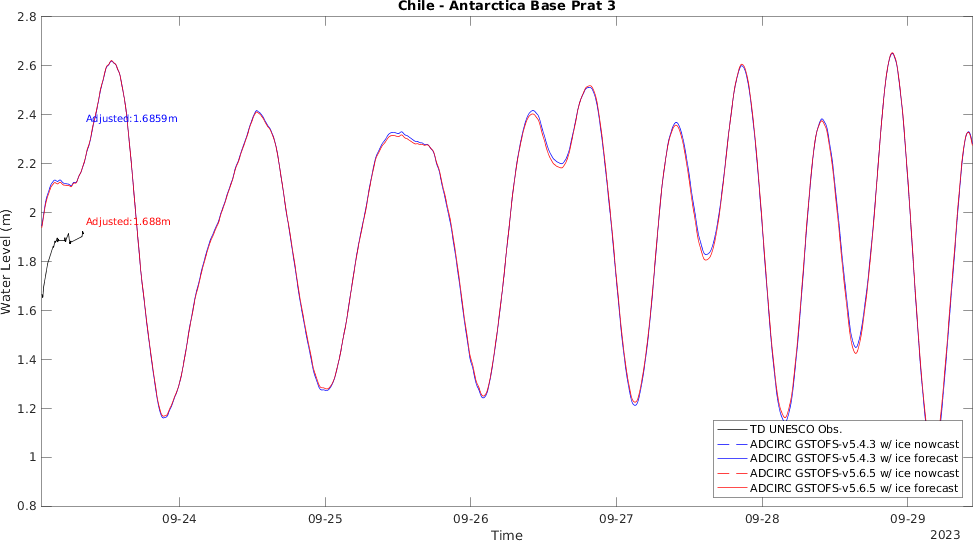 Chile - Antarctica Base Prat 3
Water Level (m)
2.8
2.6
2.4
2.2
2
1.8
1.6
1.4
1.2
1
0.8
Adjusted:1.6859m
Adjusted:1.688m
TD UNESCO Obs.
ADCIRC GSTOFS-v5.4.3 w/ ice nowcast
ADCIRC GSTOFS-v5.4.3 w/ ice forecast
ADCIRC GSTOFS-v5.6.5 w/ ice nowcast
ADCIRC GSTOFS-v5.6.5 w/ ice forecast
09-24 09-25 09-26 09-27 09-28 09-29
Time
2023